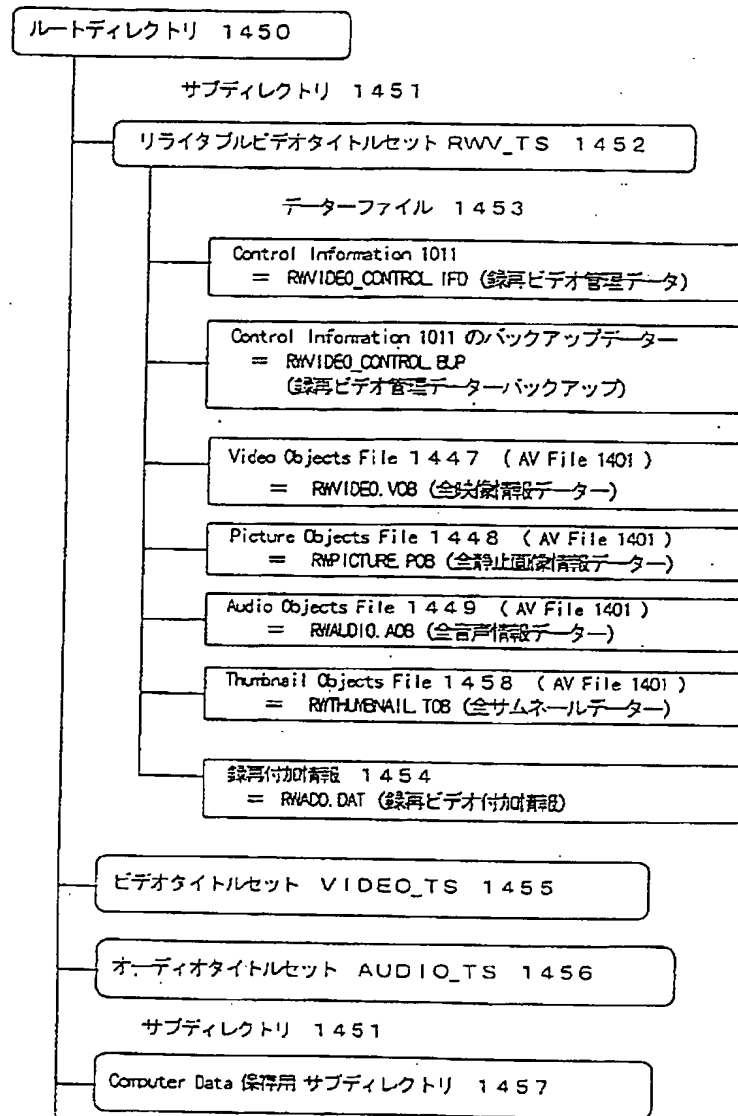 ルートディレクトリ 1450
サブディレクトリ 1451
リライタブルビデオタイトルセット RWV_TS 1452
データーファイル 1453
Control Information 1011
= RWVIDEO_CONTROL. IFO (録再ビデオ管理データ)
Control Information 1011 のバックアップデーター
= RWVIDEO_CONTROL. BUP
(録再ビデオ管理データーバックアップ)
Video Objects File 1447 ( AV File 1401 )
= RWVIDEO. VOB (全映像情報データー)
Picture Objects File 1448 ( AV File 1401 )
= RWPICTURE. POB (全静止画像情報データー)
Audio Objects File 1449 ( AV File 1401 )
= RWAUDIO. AOB (全音声情報データー)
Thumbnail Objects File 1458 ( AV File 1401 )
= RWTHUMBNAIL. TOB (全サムネールデーター)
録再付加情報 1454
= RWADD. DAT (録再ビデオ付加情報)
ビデオタイトルセット VIDEO_TS 1455
オーディオタイトルセット AUDIO_TS 1456
サブディレクトリ 1451
Computer Data 保存用 サブディレクトリ 1457